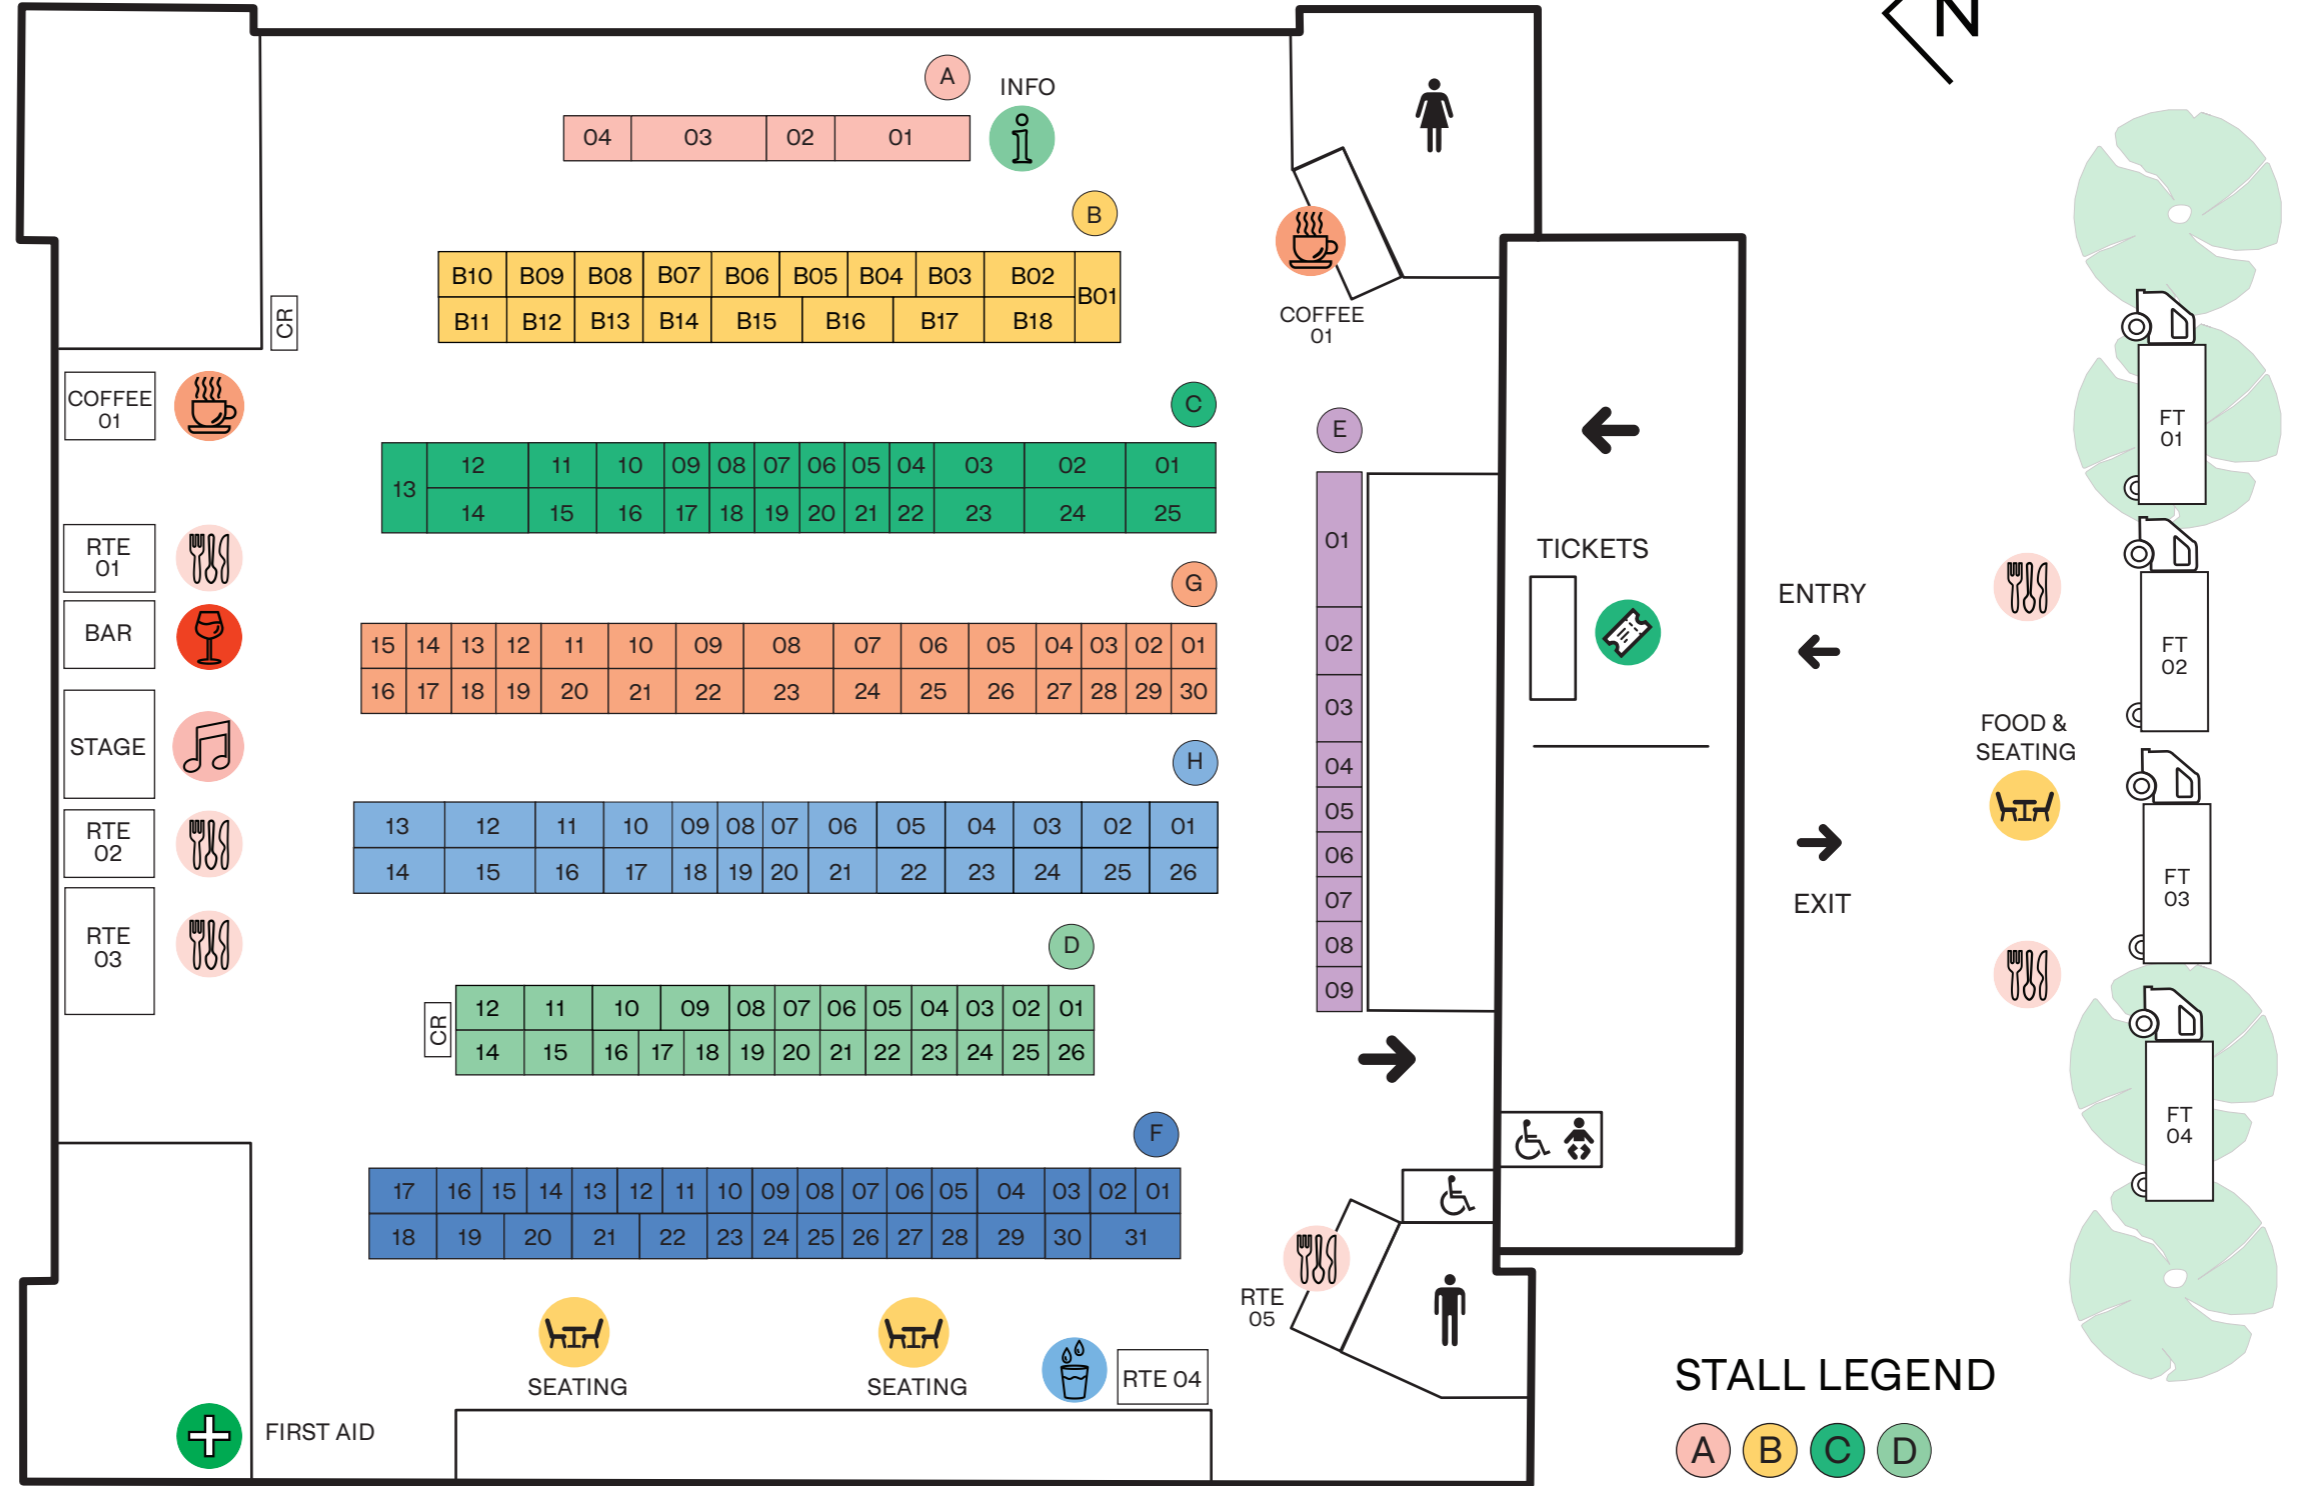 N
A
INFO
04 03 02 01
B
B10 B09 B08 B07 B06 B05 B04 B03 B02 B01
B11 B12 B13 B14 B15 B16 B17 B18
CR
COFFEE
01
COFFEE
01
C
13 12 11 10 09 08 07 06 05 04 03 02 01
14 15 16 17 18 19 20 21 22 23 24 25
RTE
01
BAR
STAGE
RTE
02
RTE
03
G
15 14 13 12 11 10 09 08 07 06 05 04 03 02 01
16 17 18 19 20 21 22 23 24 25 26 27 28 29 30
H
13 12 11 10 09 08 07 06 05 04 03 02 01
14 15 16 17 18 19 20 21 22 23 24 25 26
D
CR
12 11 10 09 08 07 06 05 04 03 02 01
14 15 16 17 18 19 20 21 22 23 24 25 26
F
17 16 15 14 13 12 11 10 09 08 07 06 05 04 03 02 01
18 19 20 21 22 23 24 25 26 27 28 29 30 31
E
01
02
03
04
05
06
07
08
09
TICKETS
ENTRY
EXIT
FOOD &
SEATING
FT
01
FT
02
FT
03
FT
04
RTE
05
SEATING
SEATING
RTE 04
FIRST AID
STALL LEGEND
A B C D